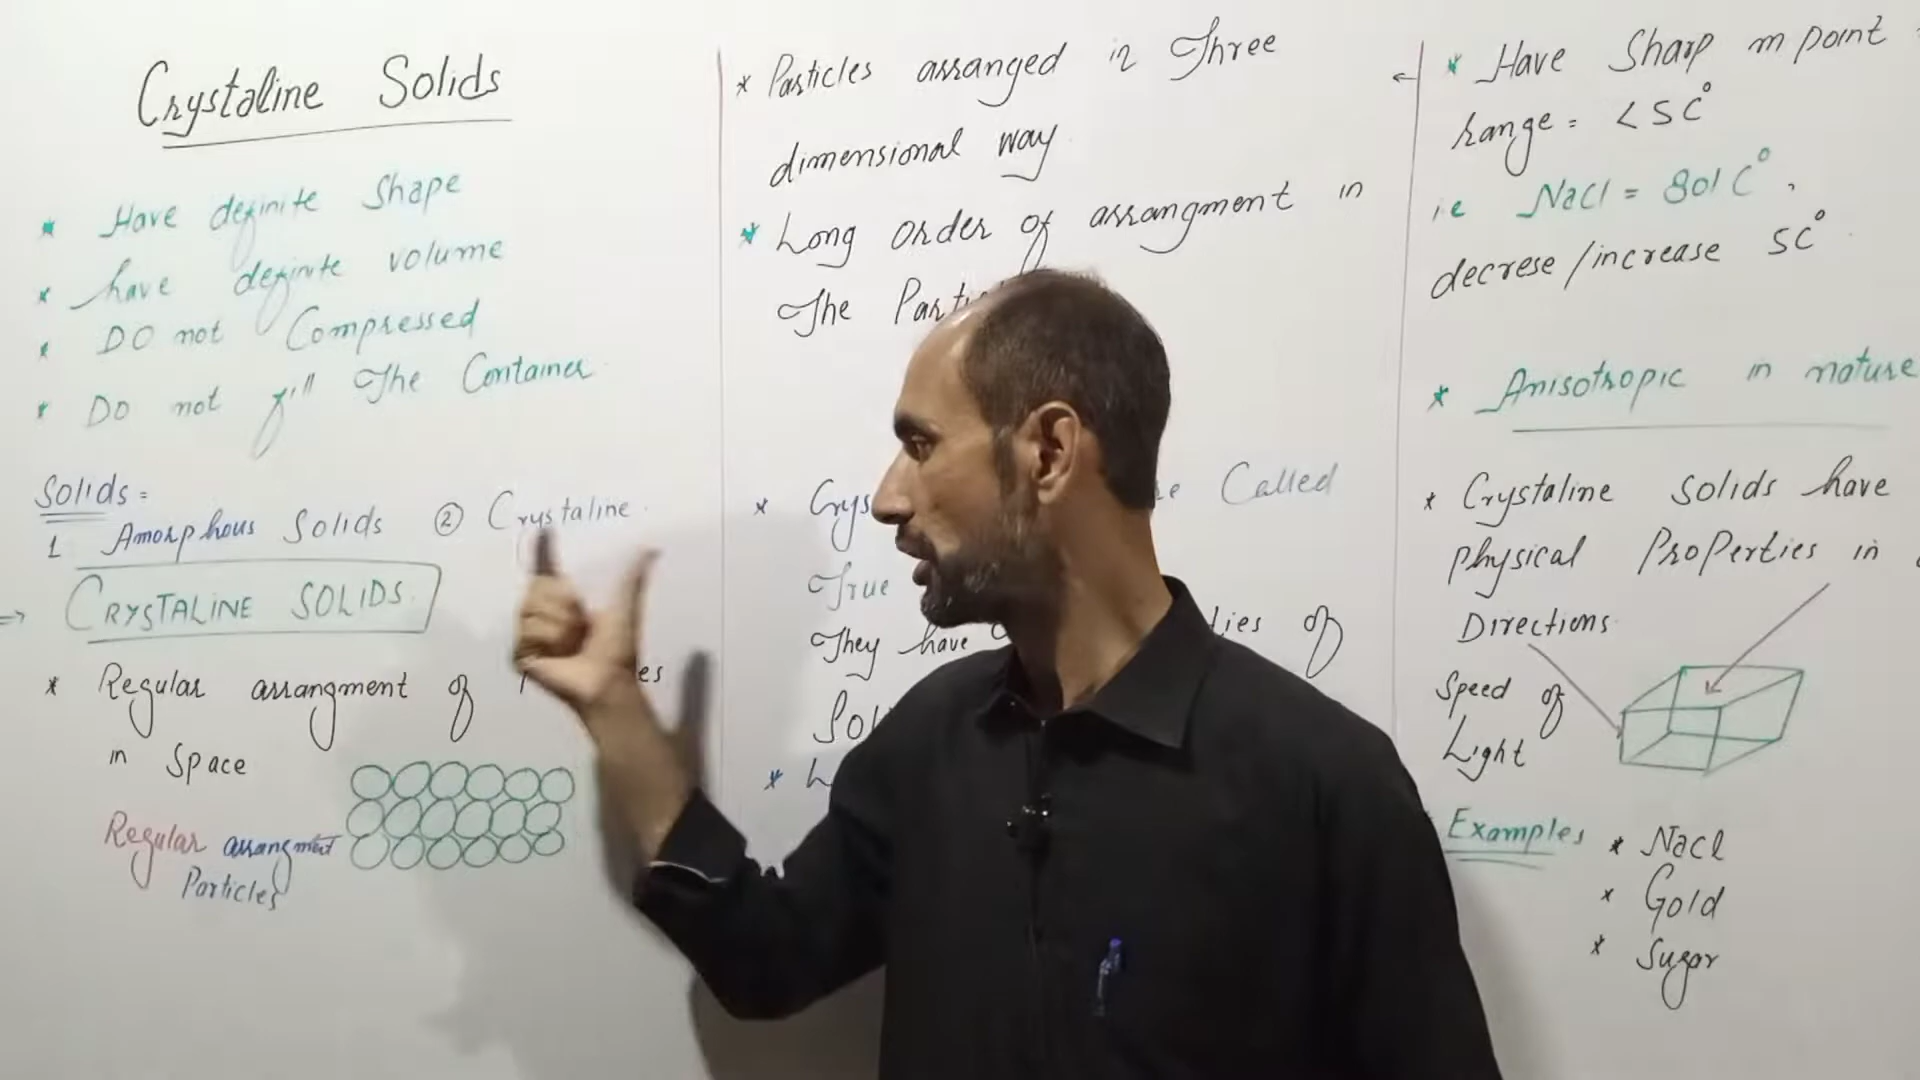 Crystaline Solids
* Have definite Shape
* have definite volume
* DO not Compressed
* DO not fill The Container
Solids =
1 Amorphous Solids ② Crystaline
⇒ CRYSTALINE SOLIDS.
* Regular arrangment of
in Space
Regular arrangment
Particles
* Particles arranged in Three
dimensional way
* Long order of arrangment in
The
* Called
True
They have of
*
← * Have Sharp m point
range = < 5 C°
i.e NaCl = 801 C° ,
decrese / increase 5C°
* Anisotropic in nature
* Crystaline Solids have
Physical Properties in
Directions
Speed of
Light
Examples * NaCl
* Gold
* Sugar